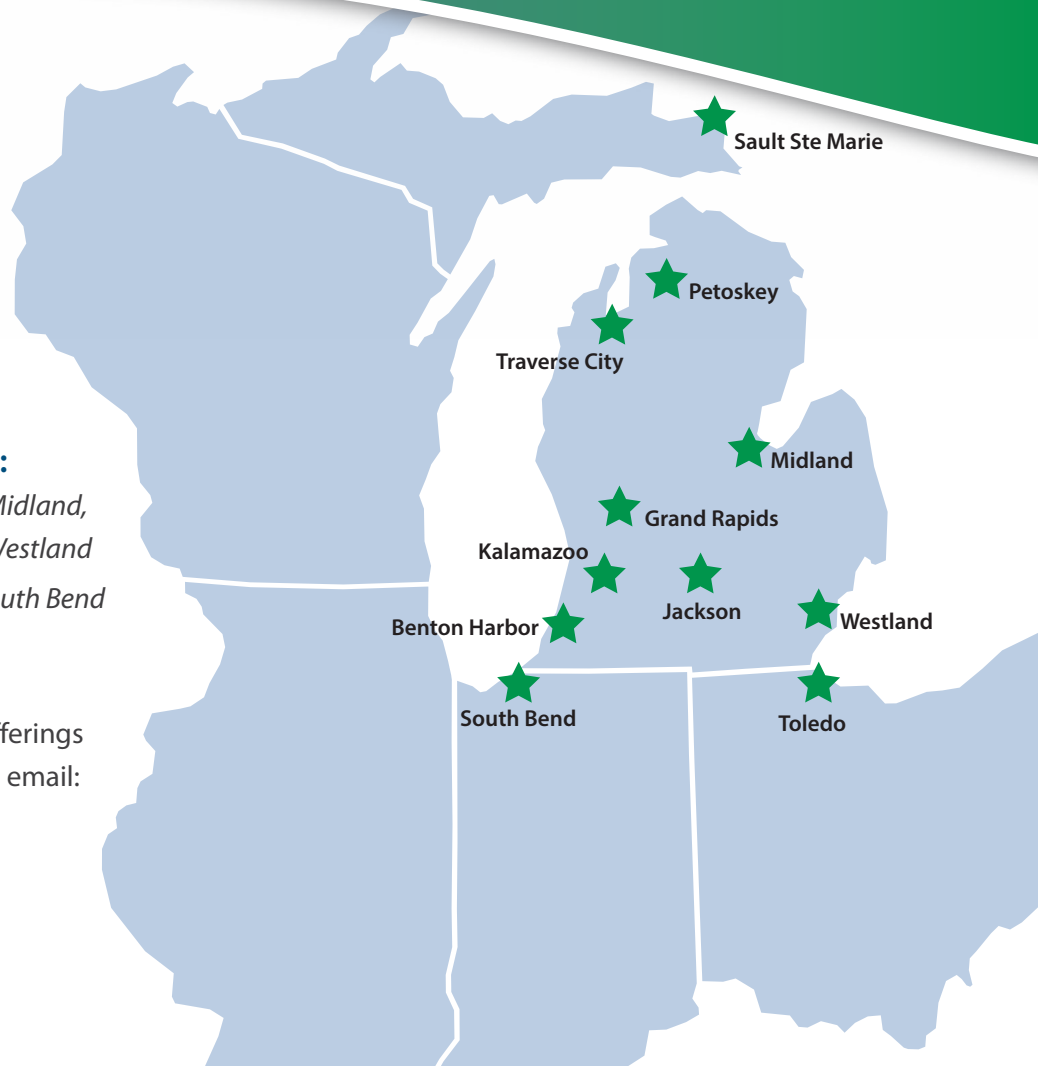 Sault Ste Marie
Petoskey
Traverse City
:
Midland,
Midland
Grand Rapids
Westland
Kalamazoo
uth Bend
Jackson
Westland
Benton Harbor
South Bend
Toledo
fferings
email: